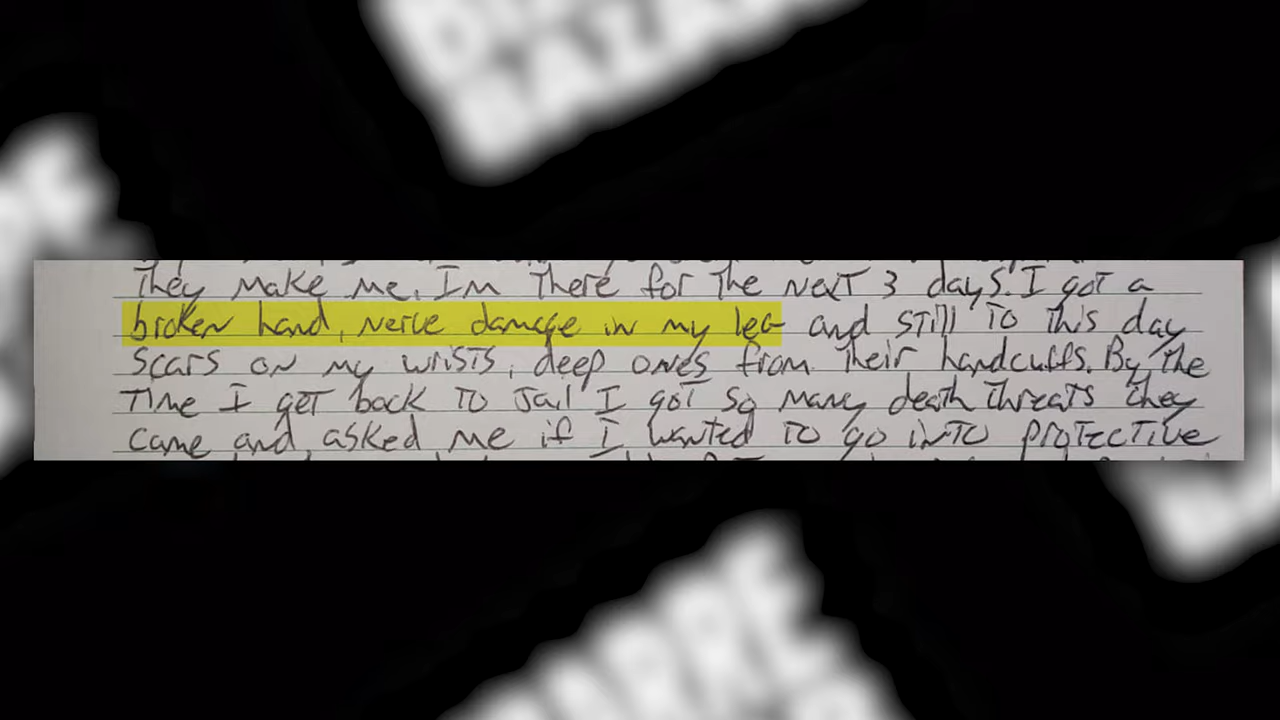 They make me. Im there for the next 3 days. I got a
broken hand, nerve damage in my leg and still to this day
scars on my wrists, deep ones from their handcuffs. By the
time I get back to jail I got so many death threats they
came and asked me if I wanted to go into protective